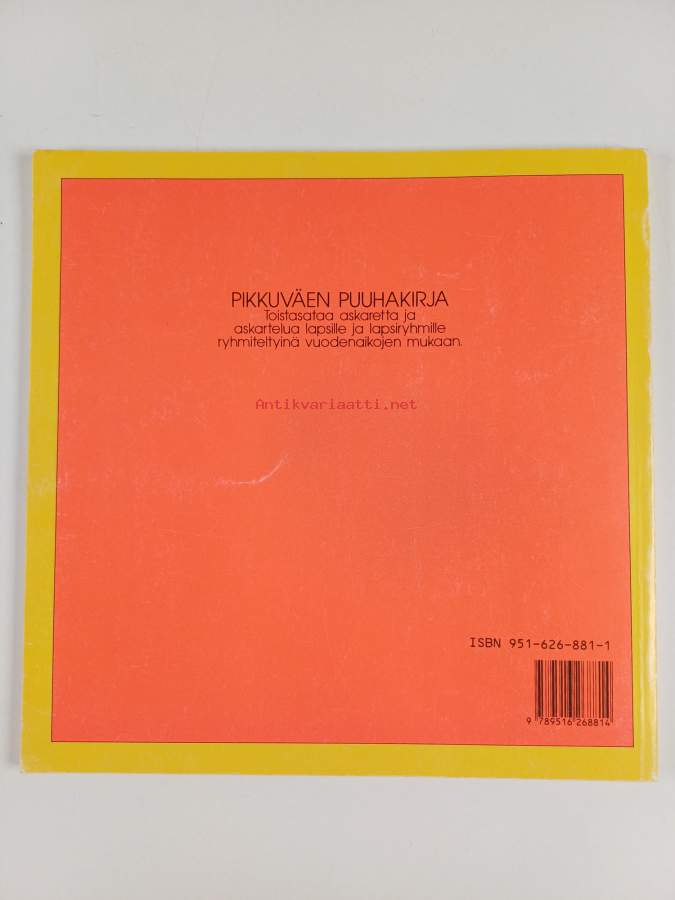 PIKKUVÄEN PUUHAKIRJA
Toistasataa askaretta ja
askartelua lapsille ja lapsiryhmille
ryhmiteltyinä vuodenaikojen mukaan.
Antikvariaatti.net
ISBN 951-626-881-1
9 789516 268814